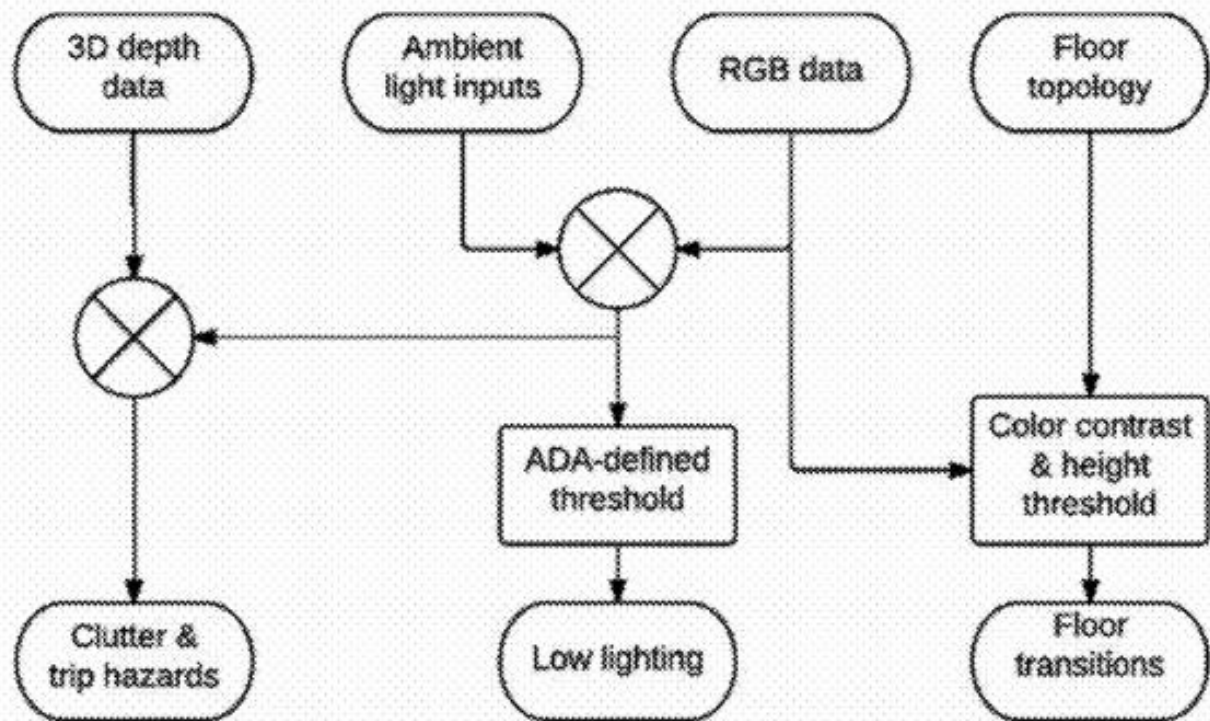 3D depth
data
Ambient
light inputs
RGB data
Floor
topology
ADA-defined
threshold
Color contrast
& height
threshold
Clutter &
trip hazards
Low lighting
Floor
transitions